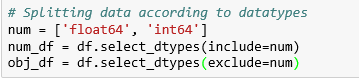 # Splitting data according to datatypes
num = ['float64', 'int64']
num_df = df.select_dtypes(include=num)
obj_df = df.select_dtypes(exclude=num)